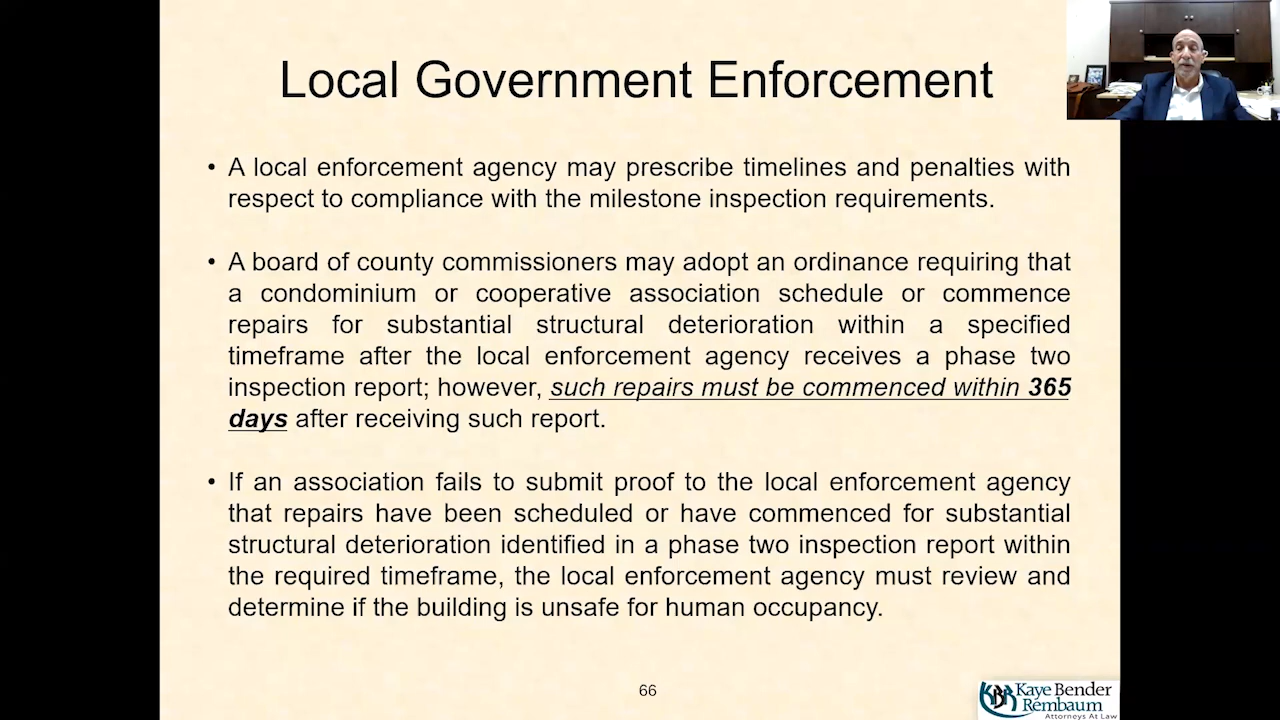 Local Government Enforcement
• A local enforcement agency may prescribe timelines and penalties with
respect to compliance with the milestone inspection requirements.
• A board of county commissioners may adopt an ordinance requiring that
a condominium or cooperative association schedule or commence
repairs for substantial structural deterioration within a specified
timeframe after the local enforcement agency receives a phase two
inspection report; however, such repairs must be commenced within 365
days after receiving such report.
• If an association fails to submit proof to the local enforcement agency
that repairs have been scheduled or have commenced for substantial
structural deterioration identified in a phase two inspection report within
the required timeframe, the local enforcement agency must review and
determine if the building is unsafe for human occupancy.
66
KBR Kaye Bender
Rembaum
Attorneys At Law